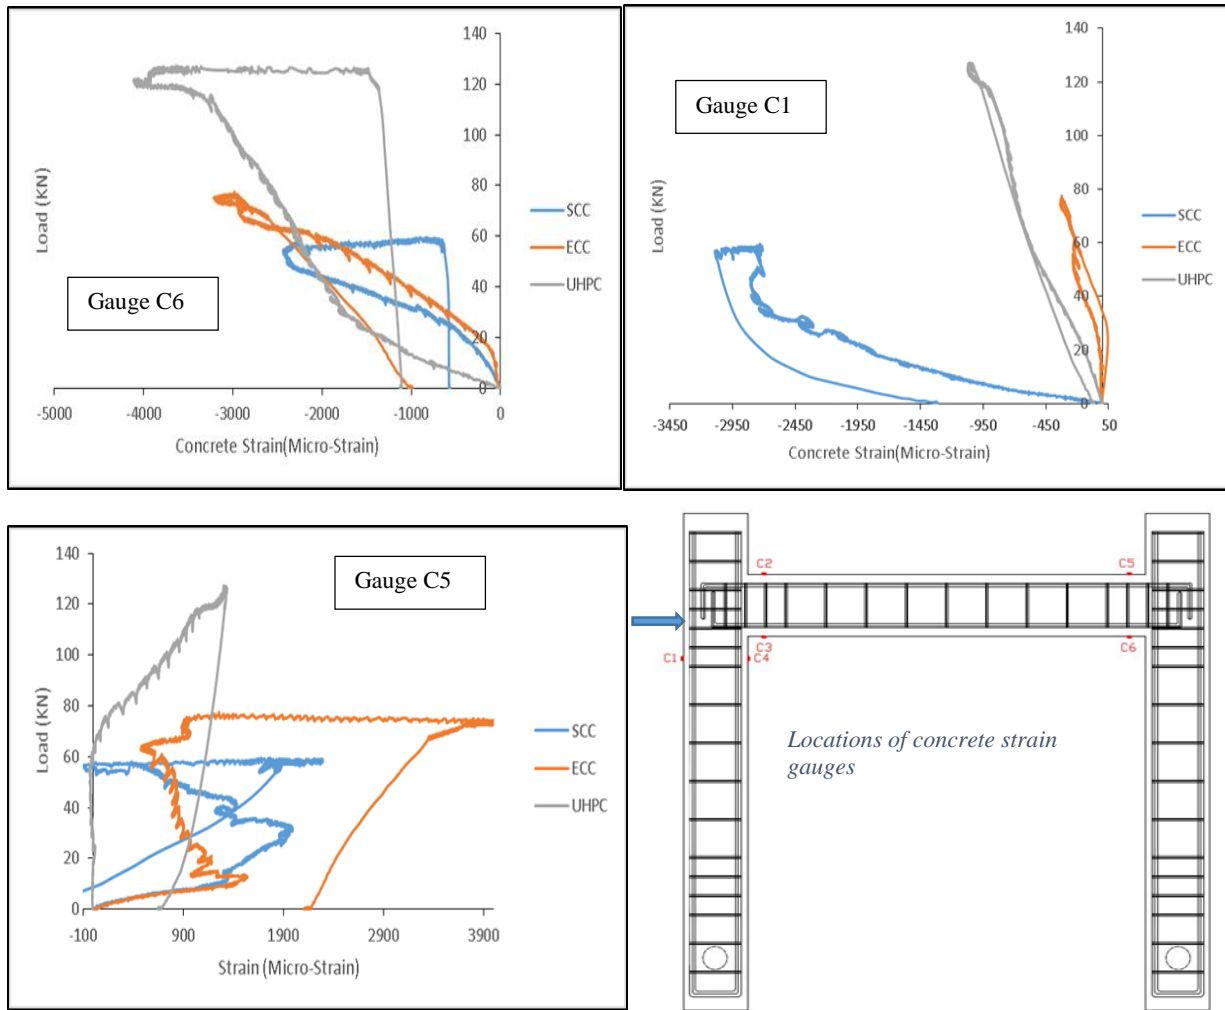 140
120
100
80
60
40
20
0
Load (KN)
-5000
-4000
-3000
-2000
-1000
0
Concrete Strain(Micro-Strain)
Gauge C6
SCC
ECC
UHPC
140
120
100
80
60
40
20
0
Load (KN)
-3450
-2950
-2450
-1950
-1450
-950
-450
50
Concrete Strain(Micro-Strain)
Gauge C1
SCC
ECC
UHPC
140
120
100
80
60
40
20
0
Load (KN)
-100
900
1900
2900
3900
Strain (Micro-Strain)
Gauge C5
SCC
ECC
UHPC
C2
C5
C3
C6
C1
C4
Locations of concrete strain
gauges